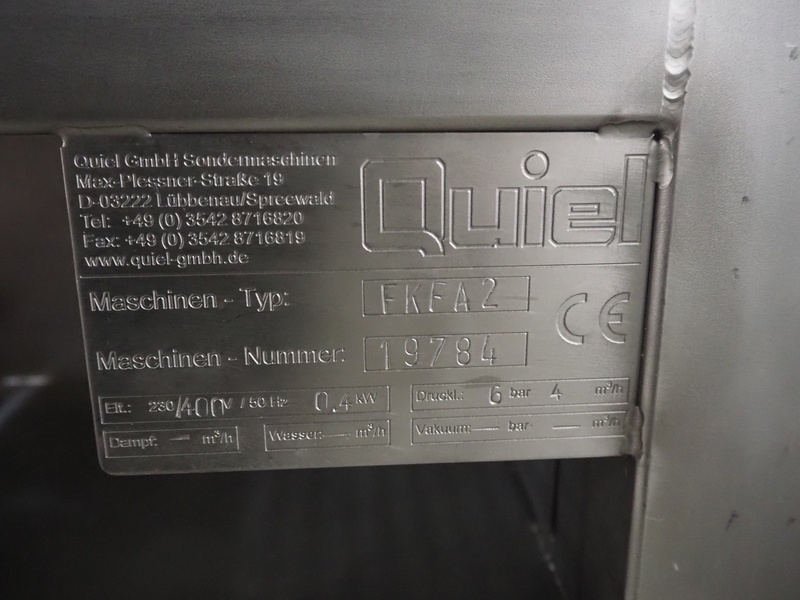 Quiel GmbH Sondermaschinen
Max-Plessner-Straße 19
D-03222 Lübbenau/Spreewald
Tel: +49 (0) 3542 8716820
Fax: +49 (0) 3542 8716819
www.quiel-gmbh.de
Quiel
Maschinen - Typ: FKFA2
CE
Maschinen - Nummer: 19784
Elt.: 230/400V / 50 Hz 0.4 kW
Druckl.: 6 bar 4 m³/h
Dampf: — m³/h
Wasser: — m³/h
Vakuum: — bar — m³/h